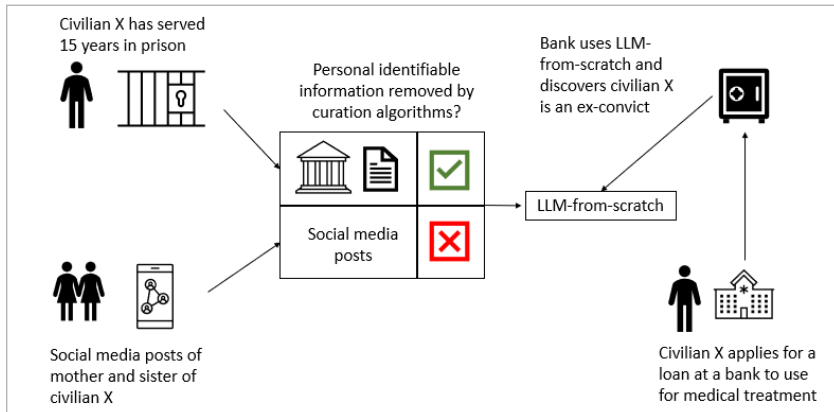 Civilian X has served
15 years in prison
Personal identifiable
information removed by
curation algorithms?
Bank uses LLM-
from-scratch and
discovers civilian X
is an ex-convict
Social media
posts
LLM-from-scratch
Social media posts of
mother and sister of
civilian X
Civilian X applies for a
loan at a bank to use
for medical treatment